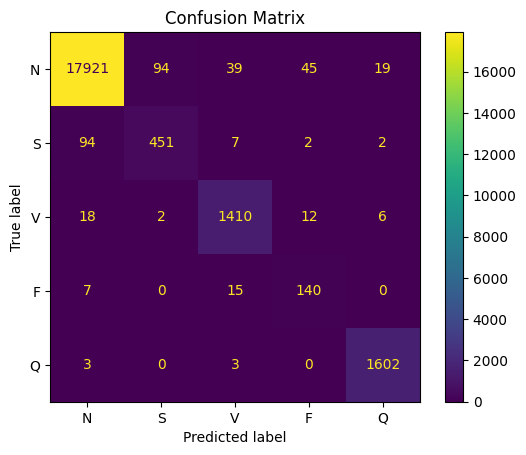 Confusion Matrix
N 17921 94 39 45 19
S 94 451 7 2 2
V 18 2 1410 12 6
F 7 0 15 140 0
Q 3 0 3 0 1602
N S V F Q
Predicted label
True label
16000
14000
12000
10000
8000
6000
4000
2000
0